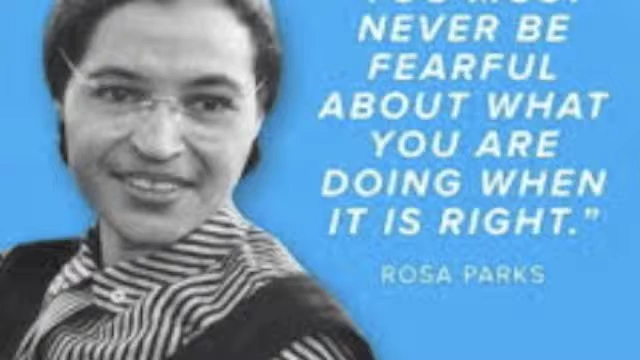 NEVER BE
FEARFUL
ABOUT WHAT
YOU ARE
DOING WHEN
IT IS RIGHT."
ROSA PARKS